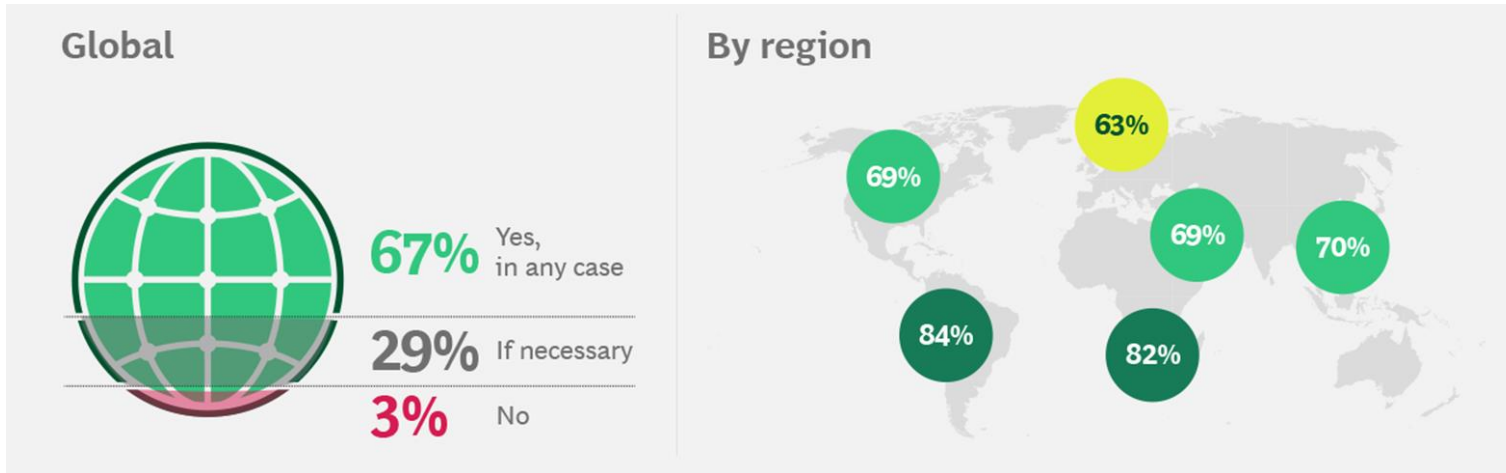 Global
67% Yes,
in any case
29% If necessary
3% No
By region
63%
69%
69%
70%
84%
82%